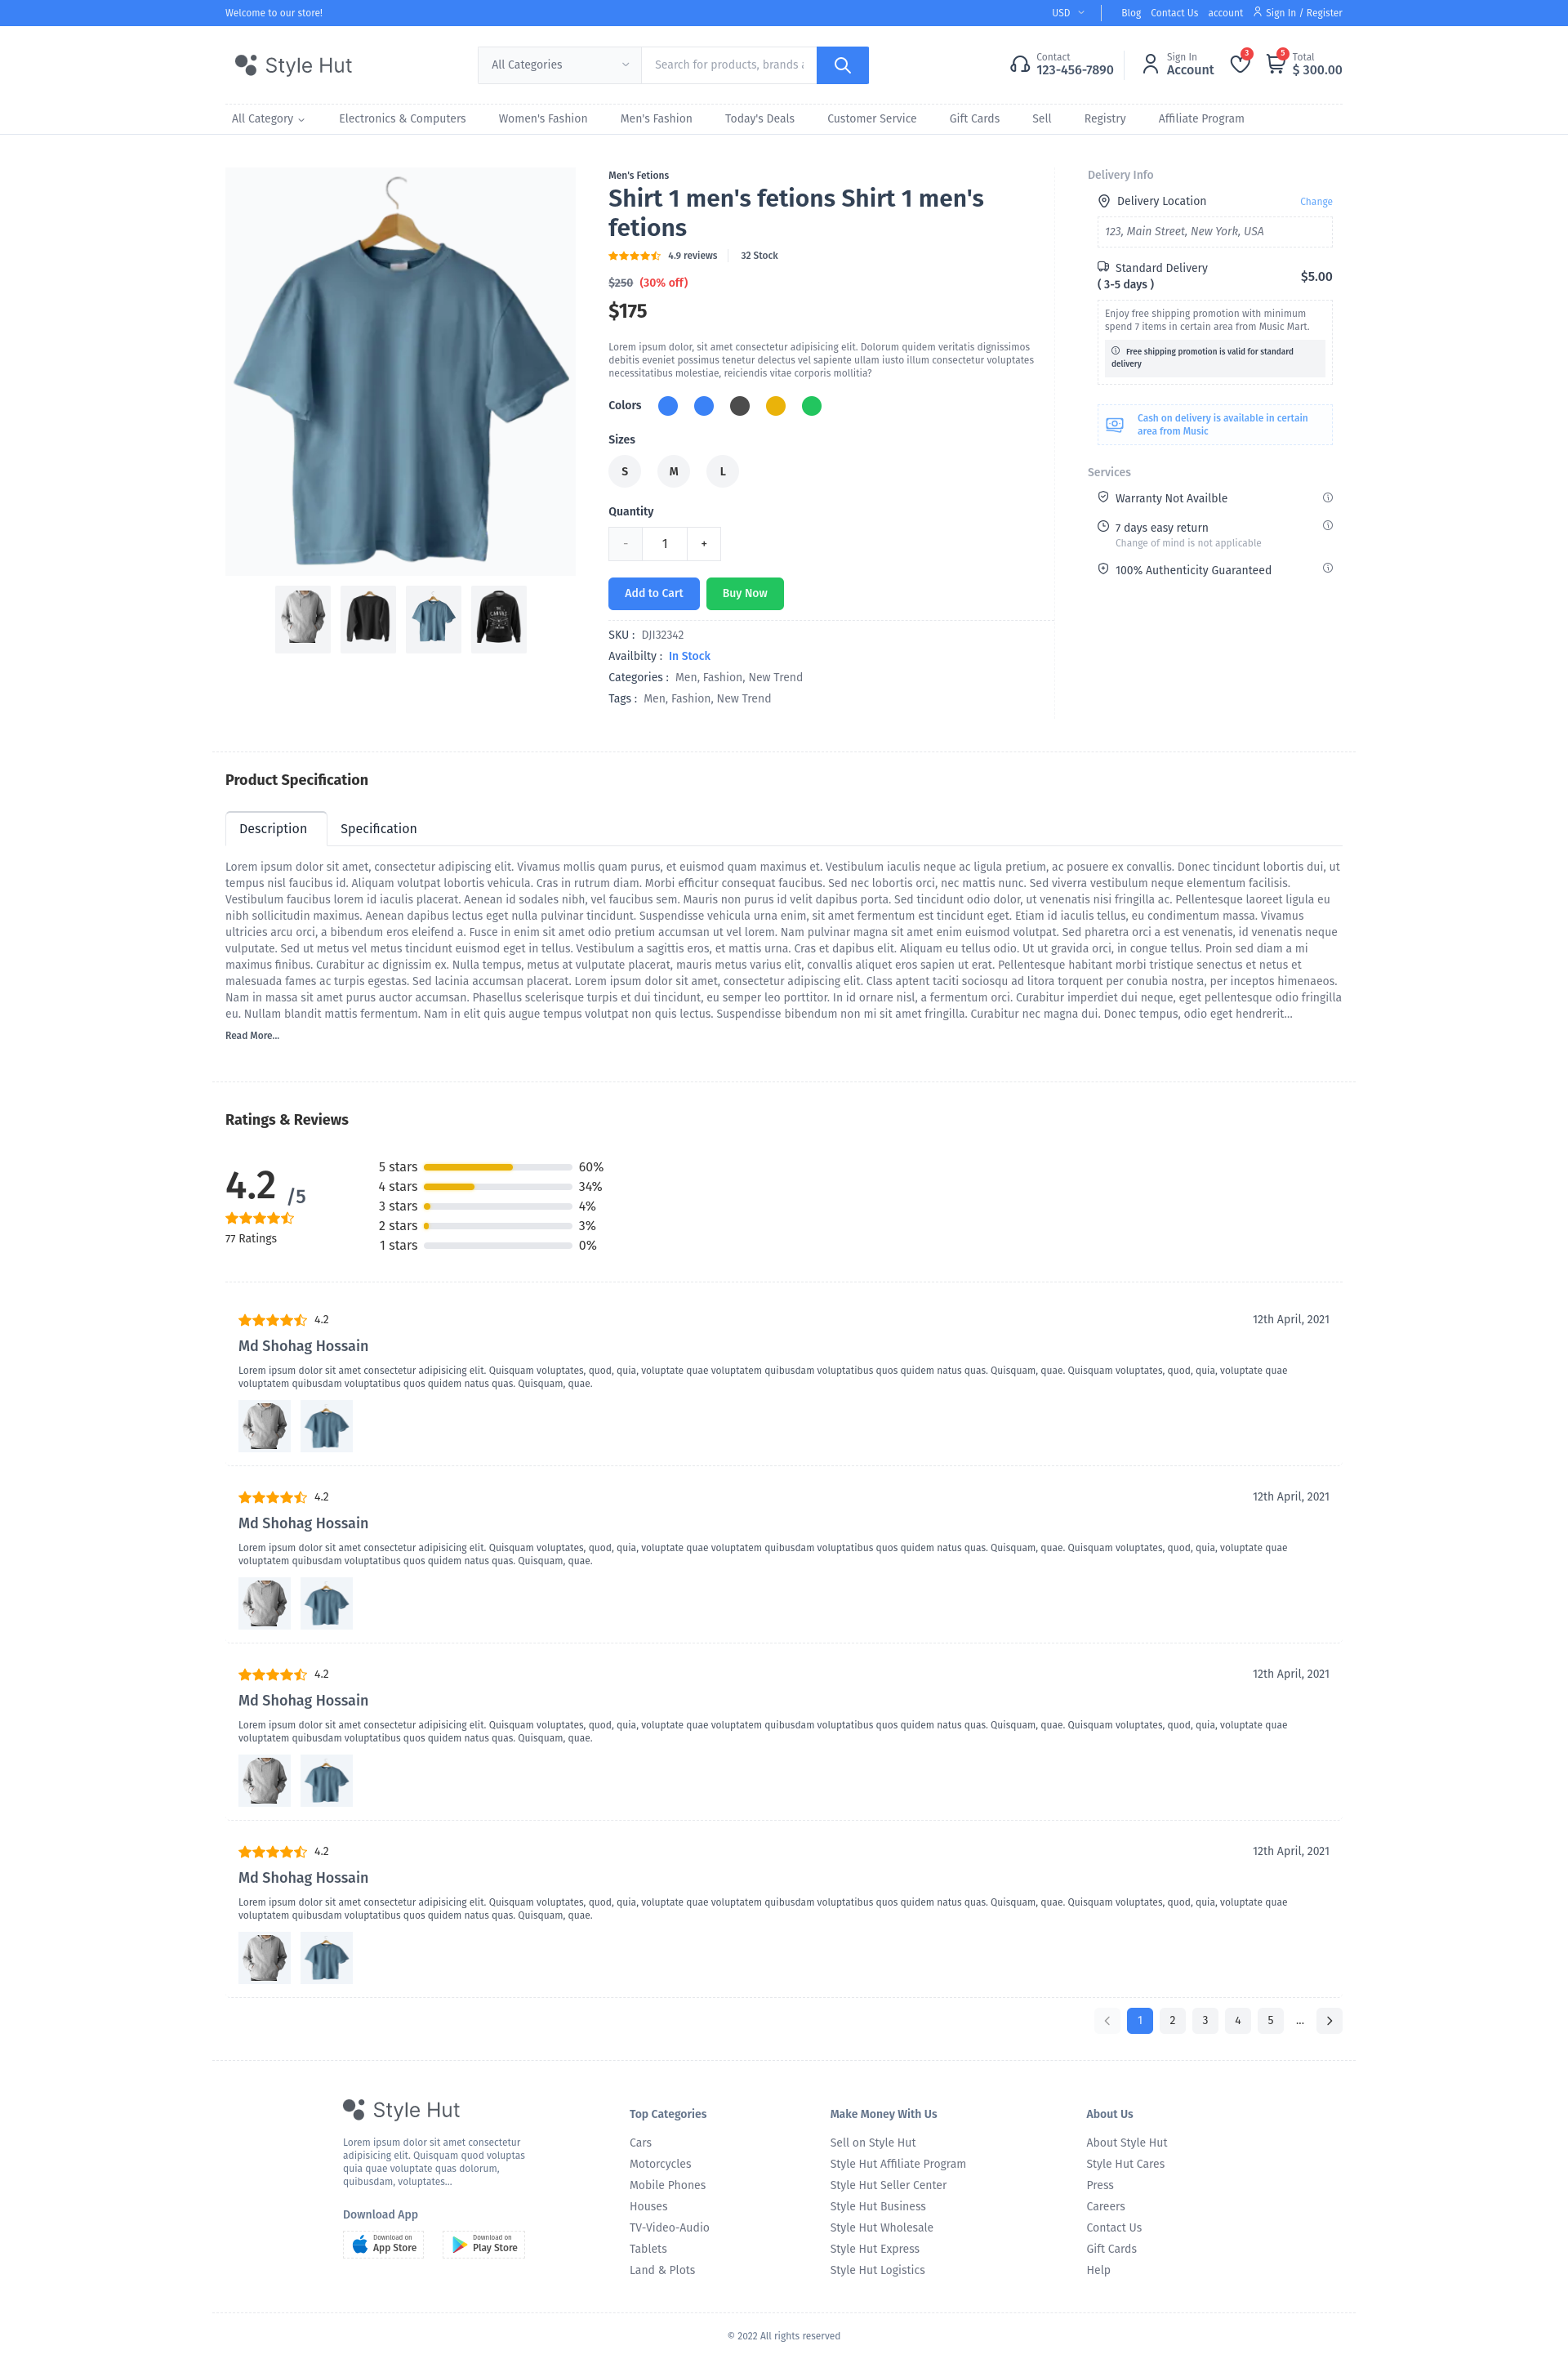 Welcome to our store!
USD
Blog
Contact Us
account
Sign In / Register
Style Hut
All Categories
Search for products, brands a
Contact
123-456-7890
Sign In
Account
3
5
Total
$ 300.00
All Category
Electronics & Computers
Women's Fashion
Men's Fashion
Today's Deals
Customer Service
Gift Cards
Sell
Registry
Affiliate Program
Men's Fetions
Shirt 1 men's fetions Shirt 1 men's
fetions
4.9 reviews
32 Stock
$250 (30% off)
$175
Lorem ipsum dolor, sit amet consectetur adipisicing elit. Dolorum quidem veritatis dignissimos
debitis eveniet possimus tenetur delectus vel sapiente ullam iusto illum consectetur voluptates
necessitatibus molestiae, reiciendis vitae corporis mollitia?
Colors
Sizes
S
M
L
Quantity
-
1
+
Add to Cart
Buy Now
SKU : DJI32342
Availbilty : In Stock
Categories : Men, Fashion, New Trend
Tags : Men, Fashion, New Trend
Delivery Info
Delivery Location
Change
123, Main Street, New York, USA
Standard Delivery
( 3-5 days )
$5.00
Enjoy free shipping promotion with minimum
spend 7 items in certain area from Music Mart.
Free shipping promotion is valid for standard
delivery
Cash on delivery is available in certain
area from Music
Services
Warranty Not Availble
7 days easy return
Change of mind is not applicable
100% Authenticity Guaranteed
Product Specification
Description
Specification
Lorem ipsum dolor sit amet, consectetur adipiscing elit. Vivamus mollis quam purus, et euismod quam maximus et. Vestibulum iaculis neque ac ligula pretium, ac posuere ex convallis. Donec tincidunt lobortis dui, ut
tempus nisl faucibus id. Aliquam volutpat lobortis vehicula. Cras in rutrum diam. Morbi efficitur consequat faucibus. Sed nec lobortis orci, nec mattis nunc. Sed viverra vestibulum neque elementum facilisis.
Vestibulum faucibus lorem id iaculis placerat. Aenean id sodales nibh, vel faucibus sem. Mauris non purus id velit dapibus porta. Sed tincidunt odio dolor, ut venenatis nisi fringilla ac. Pellentesque laoreet ligula eu
nibh sollicitudin maximus. Aenean dapibus lectus eget nulla pulvinar tincidunt. Suspendisse vehicula urna enim, sit amet fermentum est tincidunt eget. Etiam id iaculis tellus, eu condimentum massa. Vivamus
ultricies arcu orci, a bibendum eros eleifend a. Fusce in enim sit amet odio pretium accumsan ut vel lorem. Nam pulvinar magna sit amet enim euismod volutpat. Sed pharetra orci a est venenatis, id venenatis neque
vulputate. Sed ut metus vel metus tincidunt euismod eget in tellus. Vestibulum a sagittis eros, et mattis urna. Cras et dapibus elit. Aliquam eu tellus odio. Ut ut gravida orci, in congue tellus. Proin sed diam a mi
maximus finibus. Curabitur ac dignissim ex. Nulla tempus, metus at vulputate placerat, mauris metus varius elit, convallis aliquet eros sapien ut erat. Pellentesque habitant morbi tristique senectus et netus et
malesuada fames ac turpis egestas. Sed lacinia accumsan placerat. Lorem ipsum dolor sit amet, consectetur adipiscing elit. Class aptent taciti sociosqu ad litora torquent per conubia nostra, per inceptos himenaeos.
Nam in massa sit amet purus auctor accumsan. Phasellus scelerisque turpis et dui tincidunt, eu semper leo porttitor. In id ornare nisl, a fermentum orci. Curabitur imperdiet dui neque, eget pellentesque odio fringilla
eu. Nullam blandit mattis fermentum. Nam in elit quis augue tempus volutpat non quis lectus. Suspendisse bibendum non mi sit amet fringilla. Curabitur nec magna dui. Donec tempus, odio eget hendrerit...
Read More...
Ratings & Reviews
4.2 /5
77 Ratings
5 stars 60%
4 stars 34%
3 stars 4%
2 stars 3%
1 stars 0%
4.2
12th April, 2021
Md Shohag Hossain
Lorem ipsum dolor sit amet consectetur adipisicing elit. Quisquam voluptates, quod, quia, voluptate quae voluptatem quibusdam voluptatibus quos quidem natus quas. Quisquam, quae. Quisquam voluptates, quod, quia, voluptate quae
voluptatem quibusdam voluptatibus quos quidem natus quas. Quisquam, quae.
4.2
12th April, 2021
Md Shohag Hossain
Lorem ipsum dolor sit amet consectetur adipisicing elit. Quisquam voluptates, quod, quia, voluptate quae voluptatem quibusdam voluptatibus quos quidem natus quas. Quisquam, quae. Quisquam voluptates, quod, quia, voluptate quae
voluptatem quibusdam voluptatibus quos quidem natus quas. Quisquam, quae.
4.2
12th April, 2021
Md Shohag Hossain
Lorem ipsum dolor sit amet consectetur adipisicing elit. Quisquam voluptates, quod, quia, voluptate quae voluptatem quibusdam voluptatibus quos quidem natus quas. Quisquam, quae. Quisquam voluptates, quod, quia, voluptate quae
voluptatem quibusdam voluptatibus quos quidem natus quas. Quisquam, quae.
4.2
12th April, 2021
Md Shohag Hossain
Lorem ipsum dolor sit amet consectetur adipisicing elit. Quisquam voluptates, quod, quia, voluptate quae voluptatem quibusdam voluptatibus quos quidem natus quas. Quisquam, quae. Quisquam voluptates, quod, quia, voluptate quae
voluptatem quibusdam voluptatibus quos quidem natus quas. Quisquam, quae.
1
2
3
4
5
...
Style Hut
Lorem ipsum dolor sit amet consectetur
adipisicing elit. Quisquam quod voluptas
quia quae voluptate quas dolorum,
quibusdam, voluptates...
Download App
Download on
App Store
Download on
Play Store
Top Categories
Cars
Motorcycles
Mobile Phones
Houses
TV-Video-Audio
Tablets
Land & Plots
Make Money With Us
Sell on Style Hut
Style Hut Affiliate Program
Style Hut Seller Center
Style Hut Business
Style Hut Wholesale
Style Hut Express
Style Hut Logistics
About Us
About Style Hut
Style Hut Cares
Press
Careers
Contact Us
Gift Cards
Help
© 2022 All rights reserved